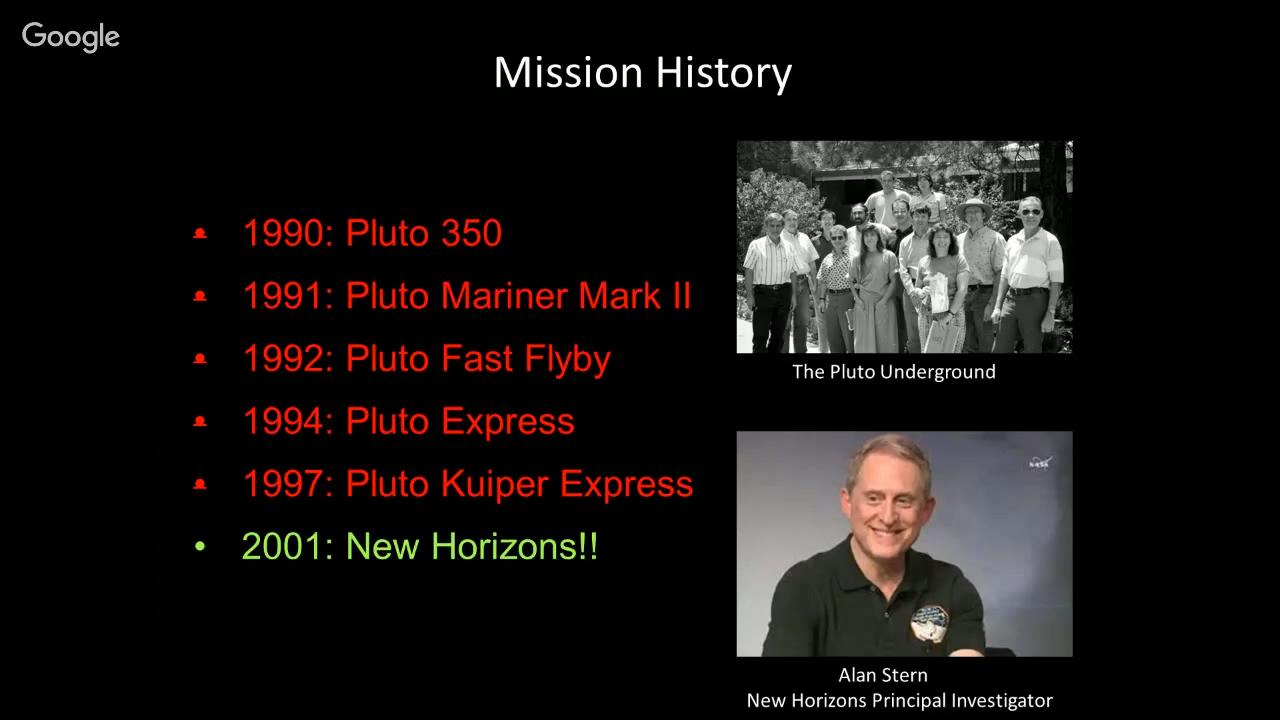 Google
Mission History
1990: Pluto 350
1991: Pluto Mariner Mark II
1992: Pluto Fast Flyby
1994: Pluto Express
1997: Pluto Kuiper Express
2001: New Horizons!!
The Pluto Underground
NASA
Alan Stern
New Horizons Principal Investigator